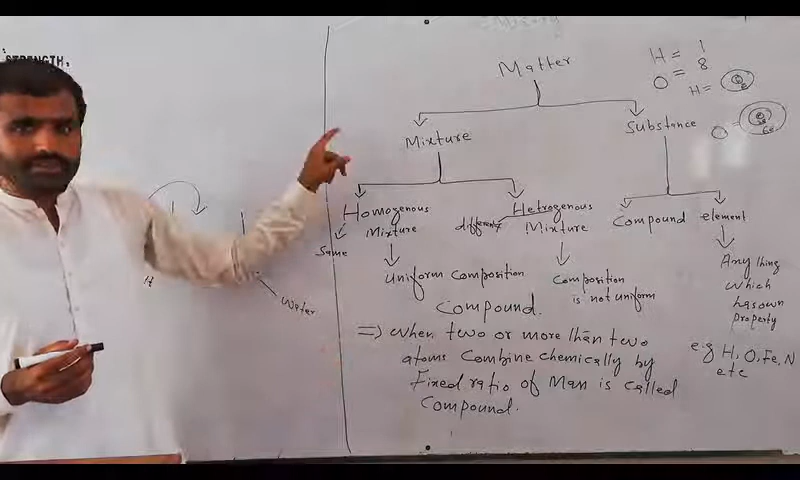 STRENGTH.
Matter
H = 1
O = 8
H = e
Mixture
Substance
O =
6e
Homogenous
Mixture
Same
different
Hetrogenous
Mixture
Compound
element
uniform composition
Composition
is not uniform
Any thing
which
has own
property
e.g H, O, Fe, N
etc
H
Water
Compound.
=> when two or more than two
atoms Combine chemically by
Fixed ratio of Man is called
Compound.